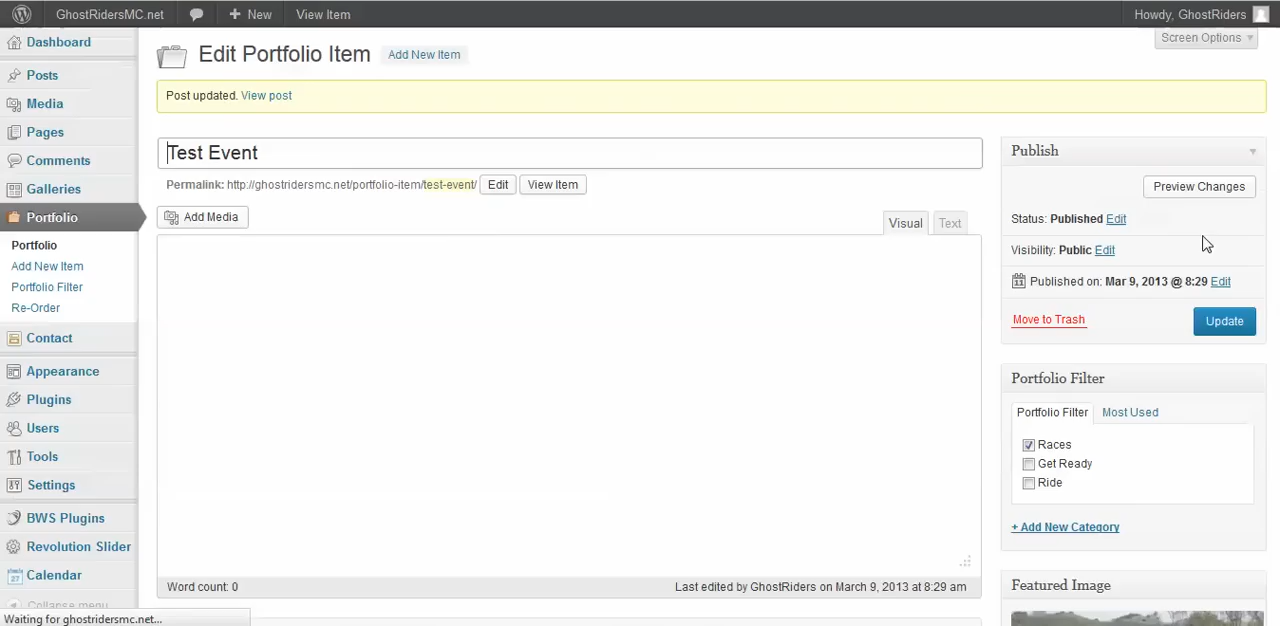 GhostRidersMC.net New View Item Howdy, GhostRiders
Screen Options
Dashboard
Posts
Media
Pages
Comments
Galleries
Portfolio
Portfolio
Add New Item
Portfolio Filter
Re-Order
Contact
Appearance
Plugins
Users
Tools
Settings
BWS Plugins
Revolution Slider
Calendar
Collapse menu
Waiting for ghostridersmc.net...
Edit Portfolio Item Add New Item
Post updated. View post
Test Event
Permalink: http://ghostridersmc.net/portfolio-item/test-event/ Edit View Item
Add Media
Visual Text
Word count: 0 Last edited by GhostRiders on March 9, 2013 at 8:29 am
Publish
Preview Changes
Status: Published Edit
Visibility: Public Edit
Published on: Mar 9, 2013 @ 8:29 Edit
Move to Trash Update
Portfolio Filter
Portfolio Filter Most Used
Races
Get Ready
Ride
+ Add New Category
Featured Image